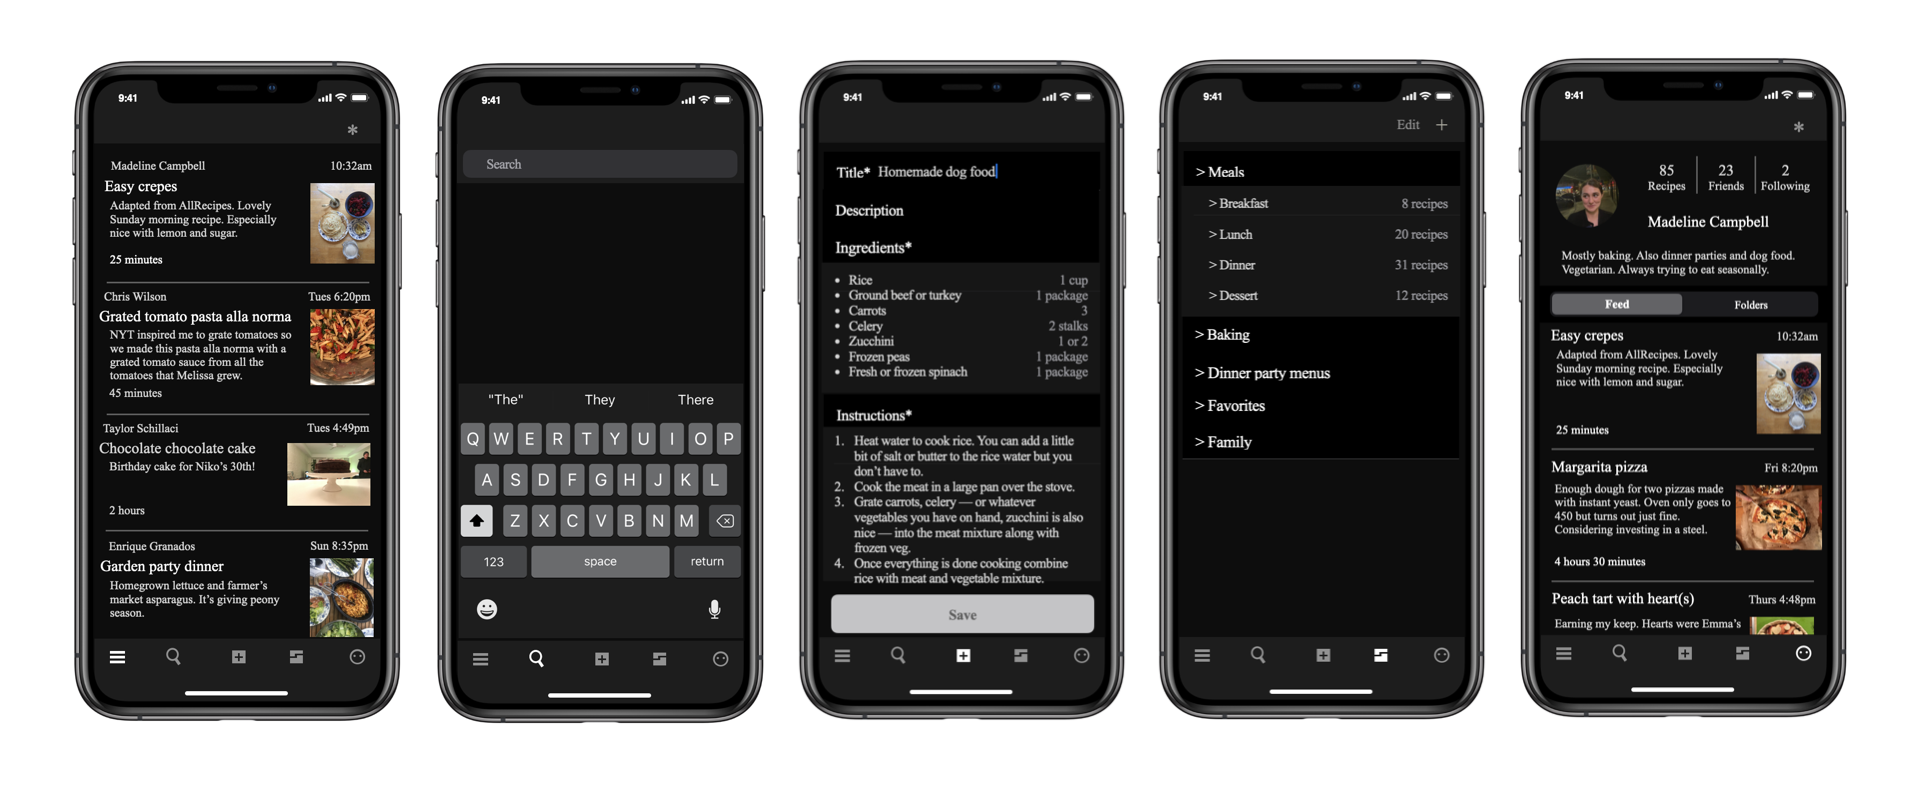 9:41
*
Madeline Campbell 10:32am
Easy crepes
Adapted from AllRecipes. Lovely
Sunday morning recipe. Especially
nice with lemon and sugar.
25 minutes
Chris Wilson Tues 6:20pm
Grated tomato pasta alla norma
NYT inspired me to grate tomatoes so
we made this pasta alla norma with a
grated tomato sauce from all the
tomatoes that Melissa grew.
45 minutes
Taylor Schillaci Tues 4:49pm
Chocolate chocolate cake
Birthday cake for Niko's 30th!
2 hours
Enrique Granados Sun 8:35pm
Garden party dinner
Homegrown lettuce and farmer's
market asparagus. It's giving peony
season.
9:41
Search
"The" They There
Q W E R T Y U I O P
A S D F G H J K L
Z X C V B N M
123 space return
9:41
Title* Homemade dog food
Description
Ingredients*
• Rice 1 cup
• Ground beef or turkey 1 package
• Carrots 3
• Celery 2 stalks
• Zucchini 1 or 2
• Frozen peas 1 package
• Fresh or frozen spinach 1 package
Instructions*
1. Heat water to cook rice. You can add a little
bit of salt or butter to the rice water but you
don't have to.
2. Cook the meat in a large pan over the stove.
3. Grate carrots, celery — or whatever
vegetables you have on hand, zucchini is also
nice — into the meat mixture along with
frozen veg.
4. Once everything is done cooking combine
rice with meat and vegetable mixture.
Save
9:41
Edit +
> Meals
> Breakfast 8 recipes
> Lunch 20 recipes
> Dinner 31 recipes
> Dessert 12 recipes
> Baking
> Dinner party menus
> Favorites
> Family
9:41
*
85 23 2
Recipes Friends Following
Madeline Campbell
Mostly baking. Also dinner parties and dog food.
Vegetarian. Always trying to eat seasonally.
Feed Folders
Easy crepes 10:32am
Adapted from AllRecipes. Lovely
Sunday morning recipe. Especially
nice with lemon and sugar.
25 minutes
Margarita pizza Fri 8:20pm
Enough dough for two pizzas made
with instant yeast. Oven only goes to
450 but turns out just fine.
Considering investing in a steel.
4 hours 30 minutes
Peach tart with heart(s) Thurs 4:48pm
Earning my keep. Hearts were Emma's